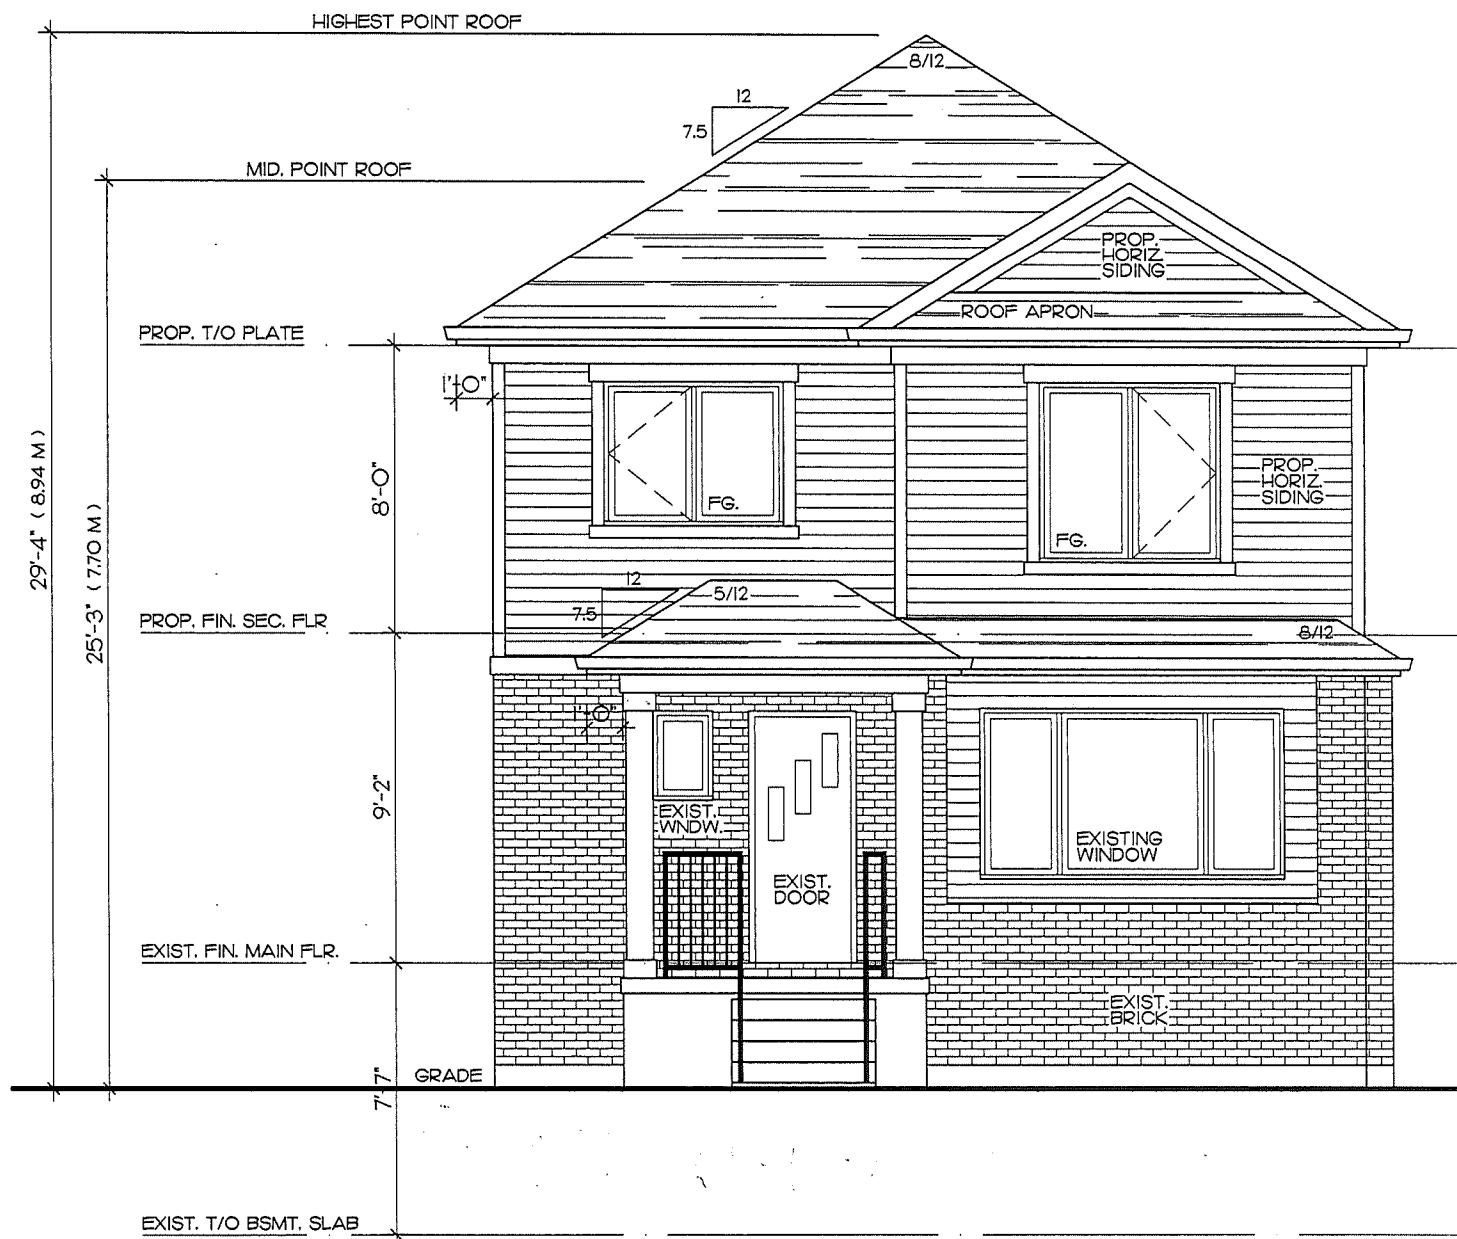 HIGHEST POINT ROOF
8/12
12
7.5
MID. POINT ROOF
PROP.
HORIZ.
SIDING
ROOF APRON
PROP. T/O PLATE
1'-0"
29'-4" ( 8.94 M )
25'-3" ( 7.70 M )
8'-0"
FG.
FG.
PROP.
HORIZ.
SIDING
12
7.5
5/12
PROP. FIN. SEC. FLR
8/12
1'-0"
9'-2"
EXIST.
WNDW.
EXISTING
WINDOW
EXIST.
DOOR
EXIST. FIN. MAIN FLR.
EXIST.
BRICK
GRADE
7'-7"
EXIST. T/O BSMT. SLAB